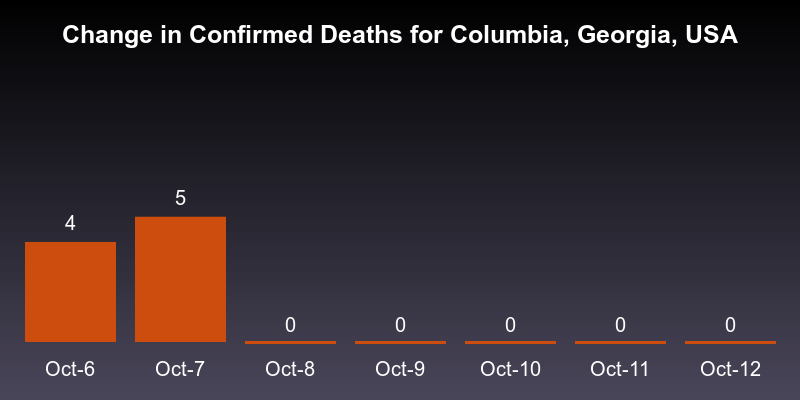 Change in Confirmed Deaths for Columbia, Georgia, USA
4
5
0
0
0
0
0
Oct-6
Oct-7
Oct-8
Oct-9
Oct-10
Oct-11
Oct-12